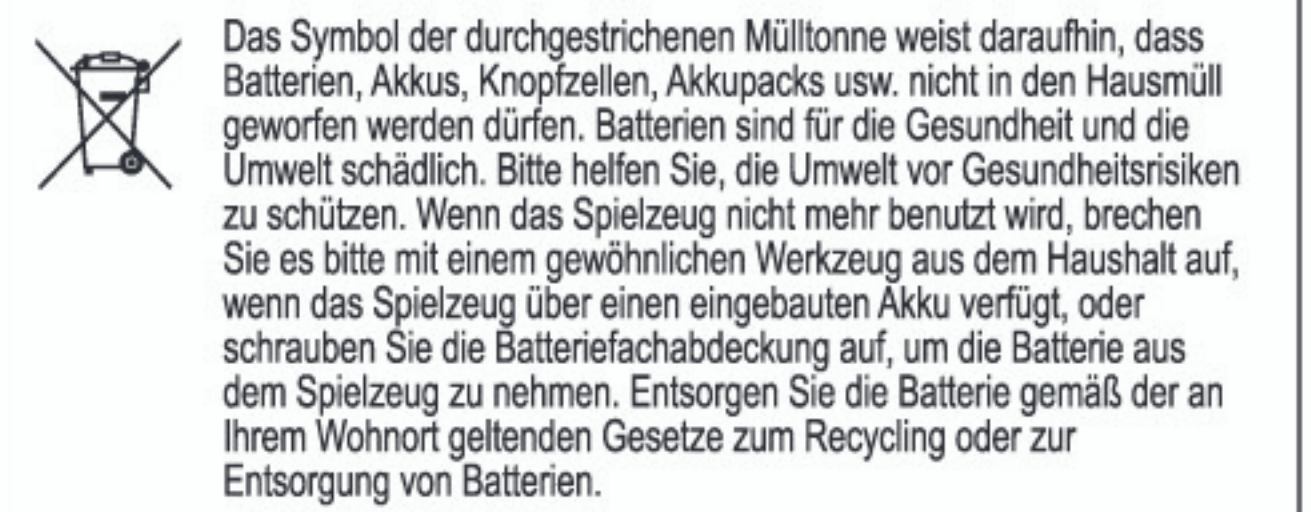 Das Symbol der durchgestrichenen Mülltonne weist daraufhin, dass
Batterien, Akkus, Knopfzellen, Akkupacks usw. nicht in den Hausmüll
geworfen werden dürfen. Batterien sind für die Gesundheit und die
Umwelt schädlich. Bitte helfen Sie, die Umwelt vor Gesundheitsrisiken
zu schützen. Wenn das Spielzeug nicht mehr benutzt wird, brechen
Sie es bitte mit einem gewöhnlichen Werkzeug aus dem Haushalt auf,
wenn das Spielzeug über einen eingebauten Akku verfügt, oder
schrauben Sie die Batteriefachabdeckung auf, um die Batterie aus
dem Spielzeug zu nehmen. Entsorgen Sie die Batterie gemäß der an
Ihrem Wohnort geltenden Gesetze zum Recycling oder zur
Entsorgung von Batterien.